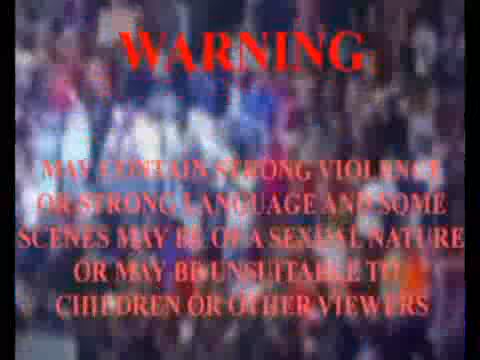 WARNING
MAY CONTAIN STRONG VIOLENCE
OR STRONG LANGUAGE AND SOME
SCENES MAY BE OF A SEXUAL NATURE
OR MAY BE UNSUITABLE TO
CHILDREN OR OTHER VIEWERS